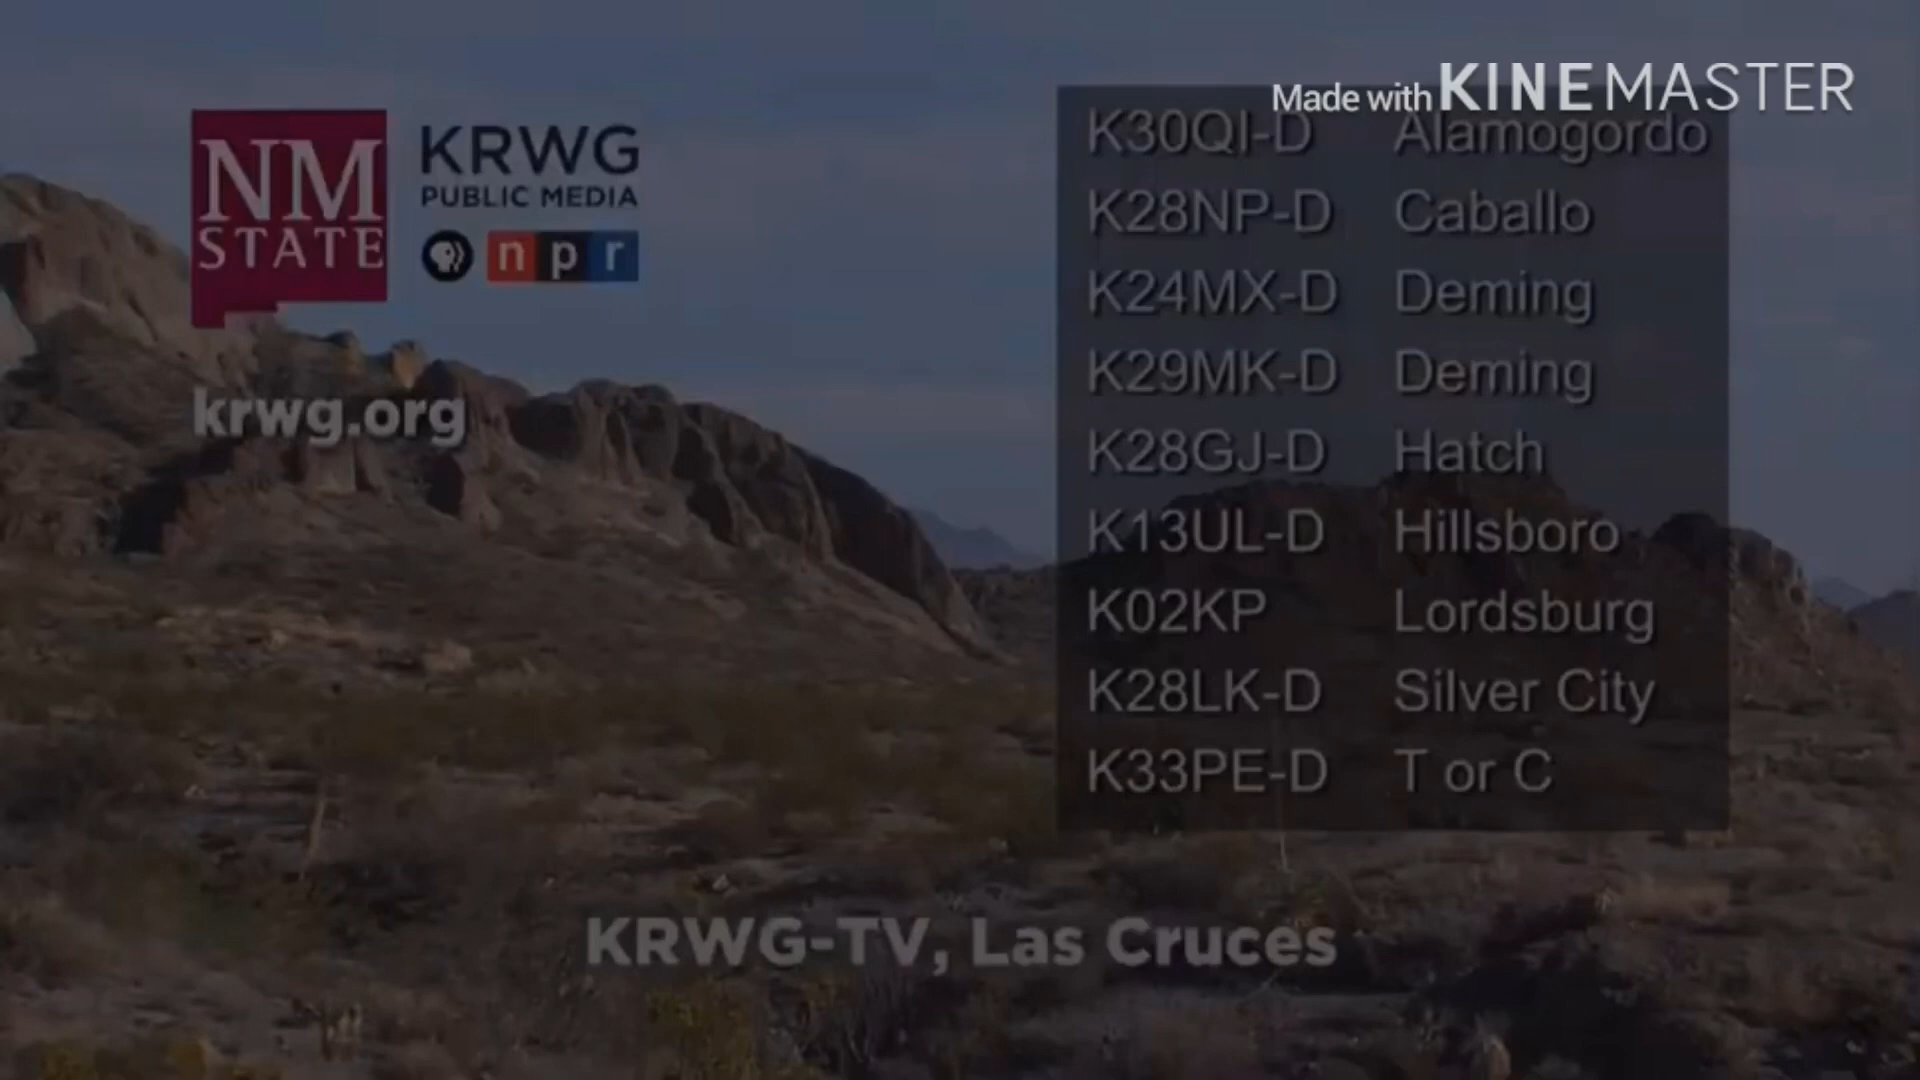 Made with KINEMASTER
NM
STATE
KRWG
PUBLIC MEDIA
npr
krwg.org
K30QI-D Alamogordo
K28NP-D Caballo
K24MX-D Deming
K29MK-D Deming
K28GJ-D Hatch
K13UL-D Hillsboro
K02KP Lordsburg
K28LK-D Silver City
K33PE-D T or C
KRWG-TV, Las Cruces